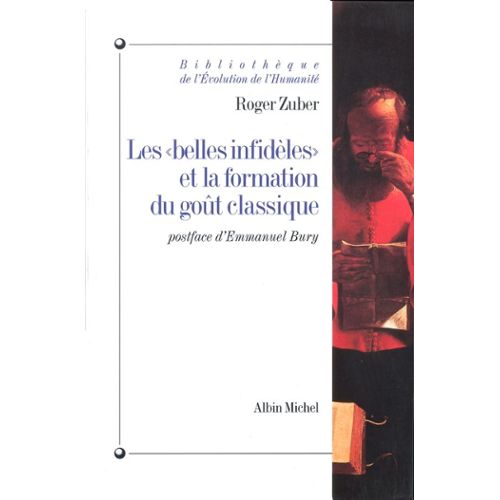 Bibliothèque
de l'Évolution de l'Humanité
Roger Zuber
Les «belles infidèles»
et la formation
du goût classique
postface d'Emmanuel Bury
Albin Michel